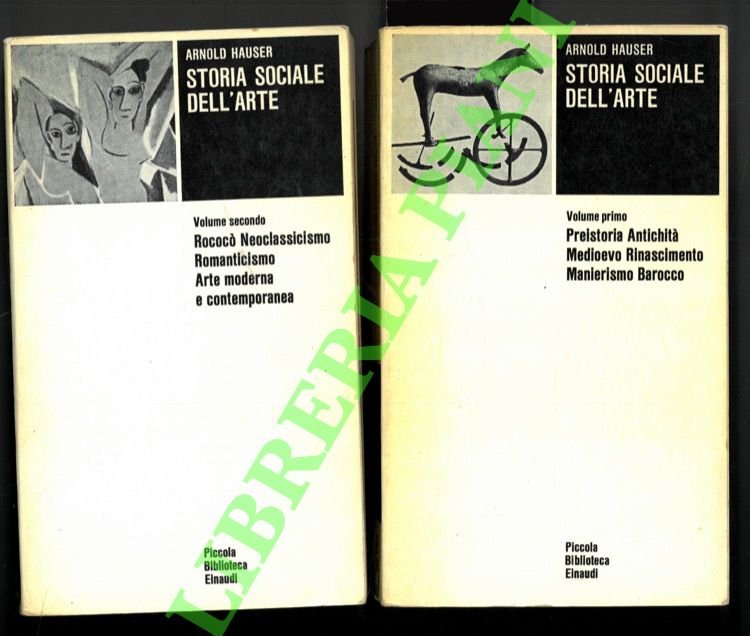 ARNOLD HAUSER
STORIA SOCIALE
DELL'ARTE
Volume secondo
Rococò Neoclassicismo
Romanticismo
Arte moderna
e contemporanea
Piccola
Biblioteca
Einaudi
ARNOLD HAUSER
STORIA SOCIALE
DELL'ARTE
Volume primo
Preistoria Antichità
Medioevo Rinascimento
Manierismo Barocco
Piccola
Biblioteca
Einaudi
LIBRERIA PIANI